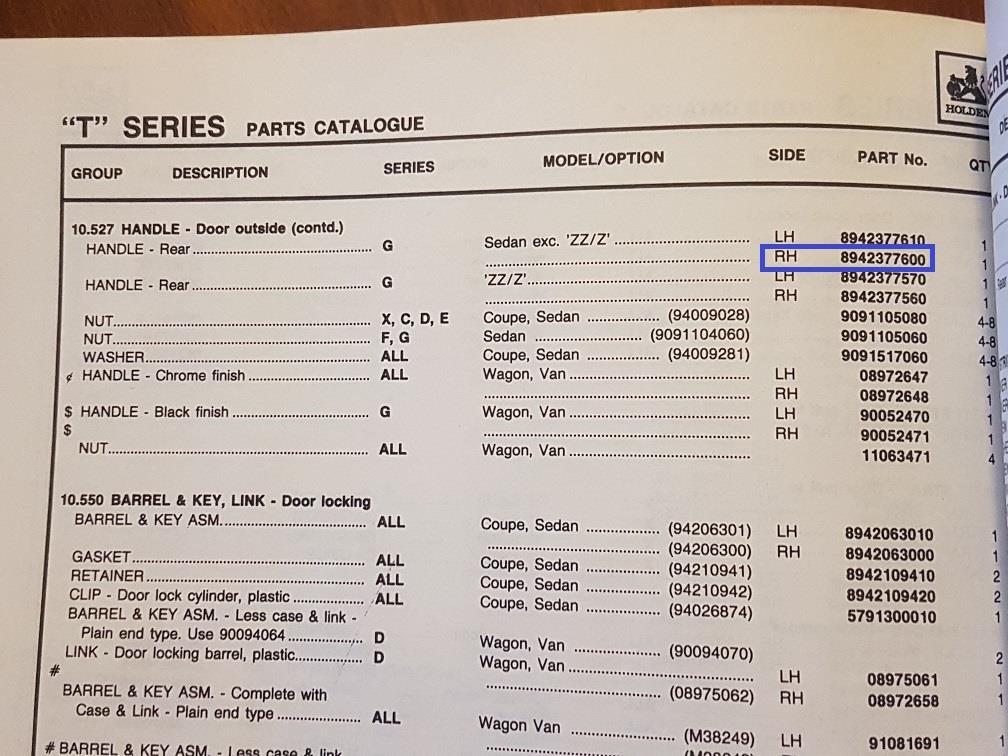 HOLDEN
"T" SERIES PARTS CATALOGUE
GROUP DESCRIPTION SERIES MODEL/OPTION SIDE PART No. QTY
10.527 HANDLE - Door outside (contd.)
HANDLE - Rear G Sedan exc. 'ZZ/Z' LH 8942377610 1
RH 8942377600 1
HANDLE - Rear G 'ZZ/Z' LH 8942377570 1
RH 8942377560 1
NUT X, C, D, E Coupe, Sedan (94009028) 9091105080 4-8
NUT F, G Sedan (9091104060) 9091105060 4-8
WASHER ALL Coupe, Sedan (94009281) 9091517060 4-8
¢ HANDLE - Chrome finish ALL Wagon, Van LH 08972647 1
RH 08972648 1
$ HANDLE - Black finish G Wagon, Van LH 90052470 1
$ RH 90052471 1
NUT ALL Wagon, Van 11063471 4
10.550 BARREL & KEY, LINK - Door locking
BARREL & KEY ASM. ALL Coupe, Sedan (94206301) LH 8942063010 1
(94206300) RH 8942063000 1
GASKET ALL Coupe, Sedan (94210941) 8942109410 2
RETAINER ALL Coupe, Sedan (94210942) 8942109420 2
CLIP - Door lock cylinder, plastic ALL Coupe, Sedan (94026874) 5791300010 1
BARREL & KEY ASM. - Less case & link -
Plain end type. Use 90094064 D Wagon, Van (90094070) 2
LINK - Door locking barrel, plastic D Wagon, Van LH 08975061 1
# (08975062) RH 08972658 1
BARREL & KEY ASM. - Complete with
Case & Link - Plain end type ALL Wagon Van (M38249) LH 91081691
# BARREL & KEY ASM. - Less case & link